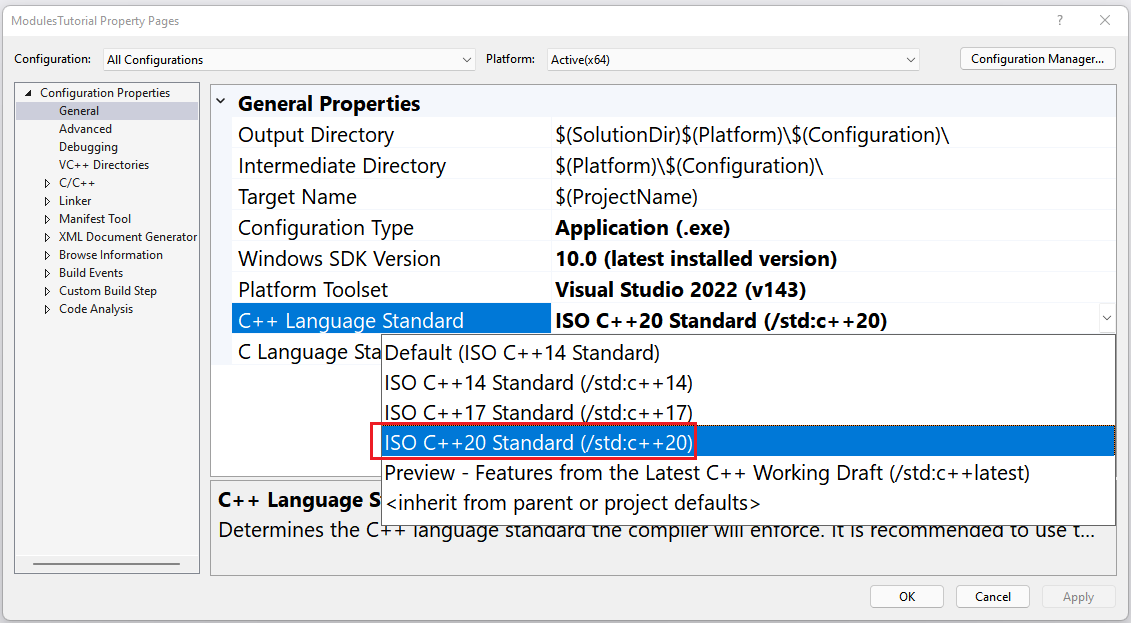 ModulesTutorial Property Pages ?
Configuration: All Configurations Platform: Active(x64) Configuration Manager...
Configuration Properties
General
Advanced
Debugging
VC++ Directories
C/C++
Linker
Manifest Tool
XML Document Generator
Browse Information
Build Events
Custom Build Step
Code Analysis
General Properties
Output Directory $(SolutionDir)$(Platform)\$(Configuration)\
Intermediate Directory $(Platform)\$(Configuration)\
Target Name $(ProjectName)
Configuration Type Application (.exe)
Windows SDK Version 10.0 (latest installed version)
Platform Toolset Visual Studio 2022 (v143)
C++ Language Standard ISO C++20 Standard (/std:c++20)
C Language Sta
Default (ISO C++14 Standard)
ISO C++14 Standard (/std:c++14)
ISO C++17 Standard (/std:c++17)
ISO C++20 Standard (/std:c++20)
Preview - Features from the Latest C++ Working Draft (/std:c++latest)
<inherit from parent or project defaults>
C++ Language S
Determines the C++ language standard the compiler will enforce. It is recommended to use t...
OK Cancel Apply